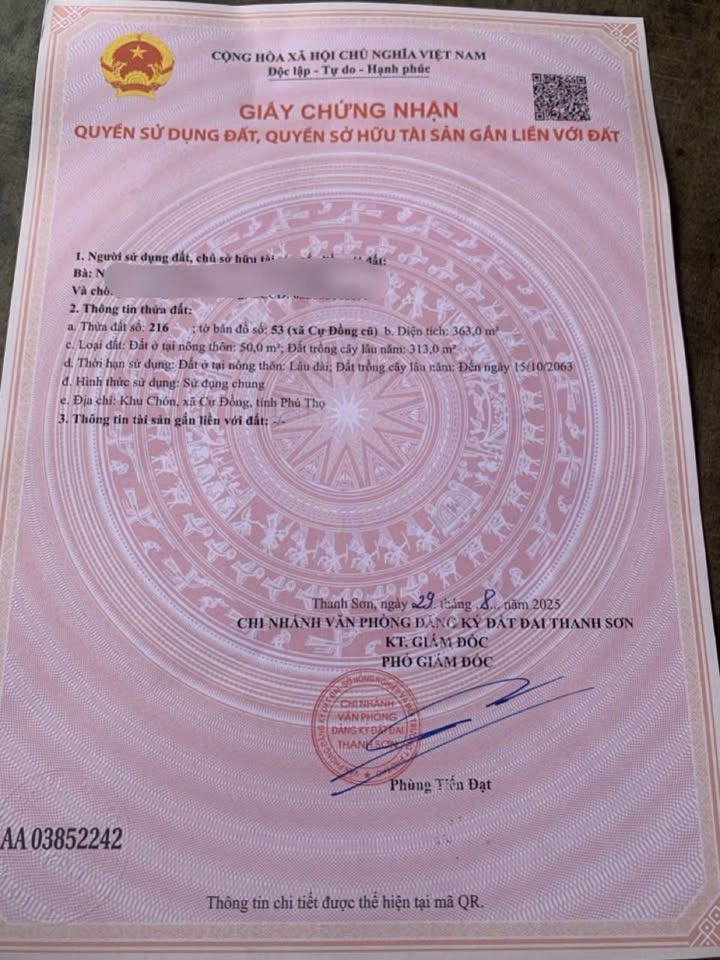 CỘNG HÒA XÃ HỘI CHỦ NGHĨA VIỆT NAM
Độc lập - Tự do - Hạnh phúc
GIẤY CHỨNG NHẬN
QUYỀN SỬ DỤNG ĐẤT, QUYỀN SỞ HỮU TÀI SẢN GẮN LIỀN VỚI ĐẤT
1. Người sử dụng đất, chủ sở hữu tài đất:
Bà: N
Và chồ
2. Thông tin thửa đất:
a. Thửa đất số: 216 ; tờ bản đồ số: 53 (xã Cự Đồng cũ) b. Diện tích: 363,0 m²
c. Loại đất: Đất ở tại nông thôn: 50,0 m²; Đất trồng cây lâu năm: 313,0 m²
d. Thời hạn sử dụng: Đất ở tại nông thôn: Lâu dài; Đất trồng cây lâu năm: Đến ngày 15/10/2063
đ. Hình thức sử dụng: Sử dụng chung
e. Địa chỉ: Khu Chón, xã Cự Đồng, tỉnh Phú Thọ
3. Thông tin tài sản gắn liền với đất: -/-
Thanh Sơn, ngày 29 tháng 8 năm 2025
CHI NHÁNH VĂN PHÒNG ĐĂNG KÝ ĐẤT ĐAI THANH SƠN
KT. GIÁM ĐỐC
PHÓ GIÁM ĐỐC
CHI NHÁNH
VĂN PHÒNG
ĐĂNG KÝ ĐẤT ĐAI
THANH SƠN
Phùng Tiến Đạt
AA 03852242
Thông tin chi tiết được thể hiện tại mã QR.